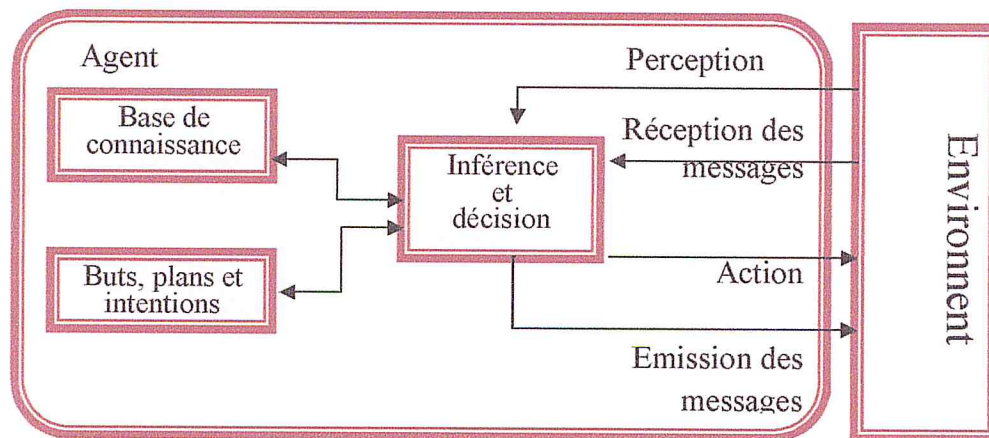 Agent
Perception
Base de
connaissance
Réception des
messages
Inférence
et
décision
Buts, plans et
intentions
Action
Emission des
messages
Environnent